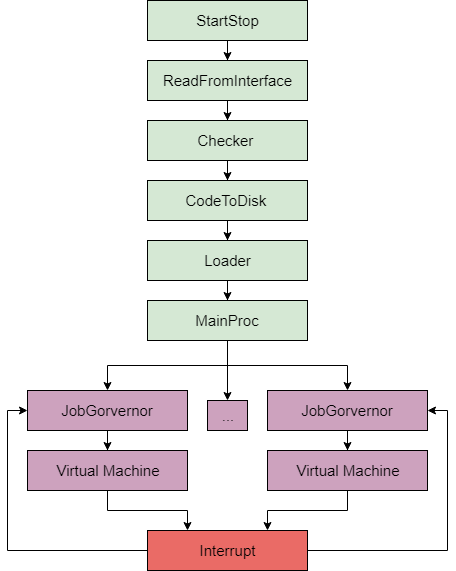 StartStop
ReadFromInterface
Checker
CodeToDisk
Loader
MainProc
JobGorvernor
...
JobGorvernor
Virtual Machine
Virtual Machine
Interrupt